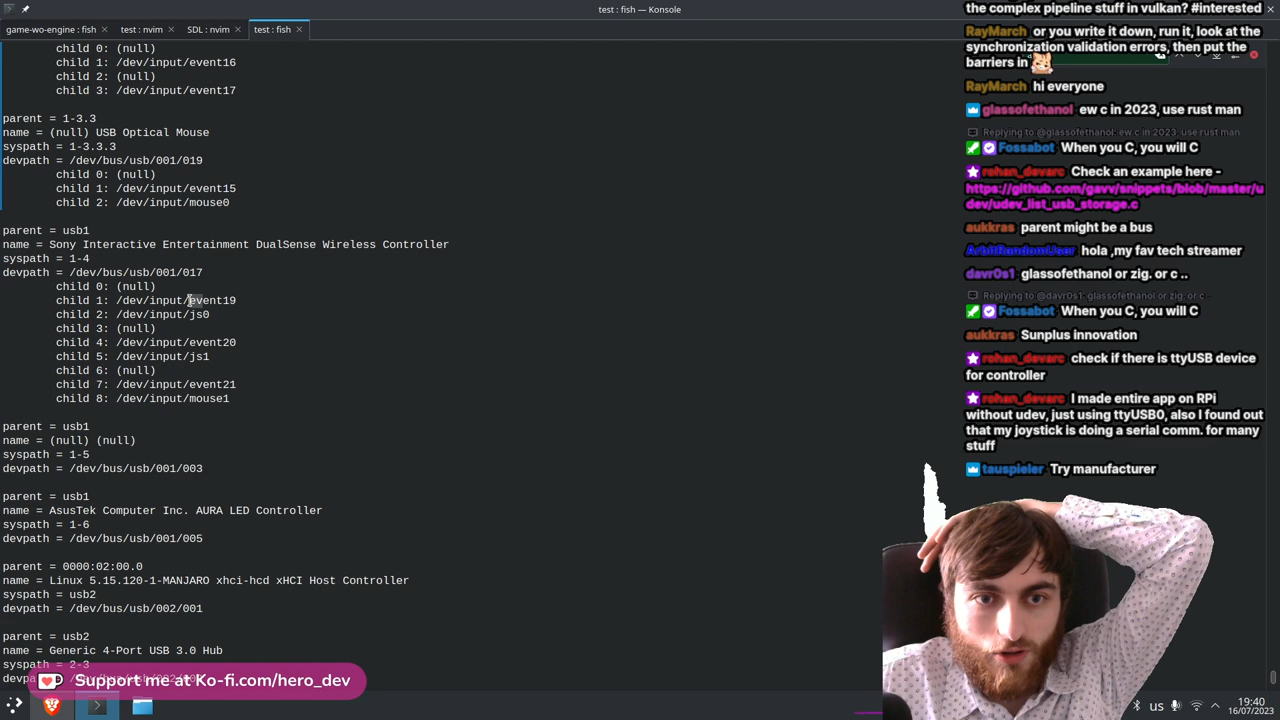 test : fish — Konsole
game-wo-engine : fish
test : nvim
SDL : nvim
test : fish
child 0: (null)
child 1: /dev/input/event16
child 2: (null)
child 3: /dev/input/event17
parent = 1-3.3
name = (null) USB Optical Mouse
syspath = 1-3.3.3
devpath = /dev/bus/usb/001/019
child 0: (null)
child 1: /dev/input/event15
child 2: /dev/input/mouse0
parent = usb1
name = Sony Interactive Entertainment DualSense Wireless Controller
syspath = 1-4
devpath = /dev/bus/usb/001/017
child 0: (null)
child 1: /dev/input/event19
child 2: /dev/input/js0
child 3: (null)
child 4: /dev/input/event20
child 5: /dev/input/js1
child 6: (null)
child 7: /dev/input/event21
child 8: /dev/input/mouse1
parent = usb1
name = (null) (null)
syspath = 1-5
devpath = /dev/bus/usb/001/003
parent = usb1
name = AsusTek Computer Inc. AURA LED Controller
syspath = 1-6
devpath = /dev/bus/usb/001/005
parent = 0000:02:00.0
name = Linux 5.15.120-1-MANJARO xhci-hcd xHCI Host Controller
syspath = usb2
devpath = /dev/bus/usb/002/001
parent = usb2
name = Generic 4-Port USB 3.0 Hub
syspath = 2-3
Support me at Ko-fi.com/hero_dev
the complex pipeline stuff in vulkan? #interested
RayMarch or you write it down, run it, look at the
synchronization validation errors, then put the
barriers in
RayMarch hi everyone
glassofethanol ew c in 2023, use rust man
Replying to @glassofethanol: ew c in 2023, use rust man
Fossabot When you C, you will C
rohan_devarc Check an example here -
https://github.com/gavv/snippets/blob/master/u
dev/udev_list_usb_storage.c
aukkras parent might be a bus
ArbitRandomUser hola ,my fav tech streamer
davr0s1 glassofethanol or zig. or c ..
Replying to @davr0s1: glassofethanol or zig. or c ..
Fossabot When you C, you will C
aukkras Sunplus innovation
rohan_devarc check if there is ttyUSB device
for controller
rohan_devarc I made entire app on RPi
without udev, just using ttyUSB0, also I found out
that my joystick is doing a serial comm. for many
stuff
tauspieler Try manufacturer
us
19:40
16/07/2023